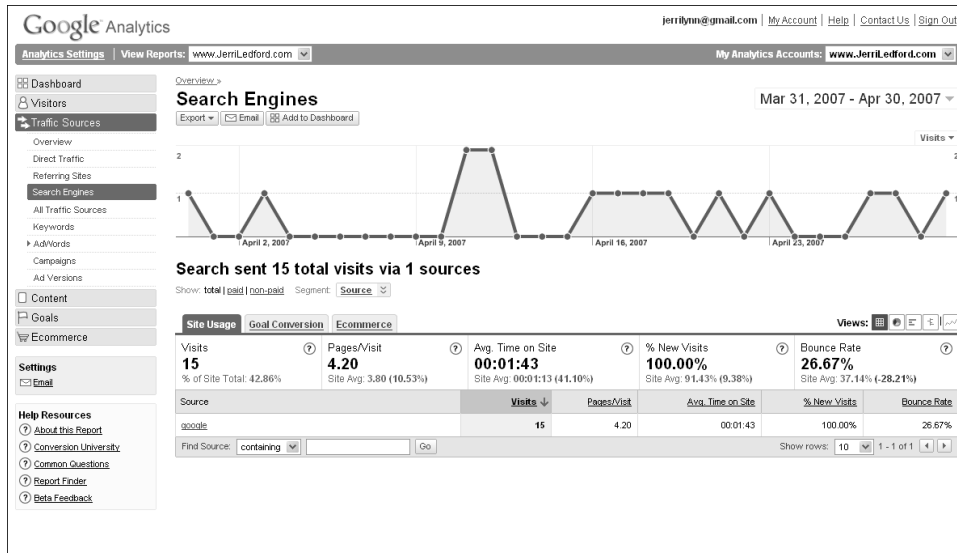 Google Analytics
jerrilynn@gmail.com | My Account | Help | Contact Us | Sign Out
Analytics Settings | View Reports: www.JerriLedford.com
My Analytics Accounts: www.JerriLedford.com
Dashboard
Visitors
Traffic Sources
Overview
Direct Traffic
Referring Sites
Search Engines
All Traffic Sources
Keywords
AdWords
Campaigns
Ad Versions
Content
Goals
Ecommerce
Settings
Email
Help Resources
About this Report
Conversion University
Common Questions
Report Finder
Beta Feedback
Overview »
Search Engines
Mar 31, 2007 - Apr 30, 2007
Export Email Add to Dashboard
Visits
2 2
1 1
April 2, 2007 April 9, 2007 April 16, 2007 April 23, 2007
Search sent 15 total visits via 1 sources
Show: total | paid | non-paid Segment: Source
Site Usage Goal Conversion Ecommerce Views:
Visits ? Pages/Visit ? Avg. Time on Site ? % New Visits ? Bounce Rate ?
15 4.20 00:01:43 100.00% 26.67%
% of Site Total: 42.86% Site Avg: 3.80 (10.53%) Site Avg: 00:01:13 (41.10%) Site Avg: 91.43% (9.38%) Site Avg: 37.14% (-28.21%)
Source Visits ↓ Pages/Visit Avg. Time on Site % New Visits Bounce Rate
google 15 4.20 00:01:43 100.00% 26.67%
Find Source: containing Go Show rows: 10 1 - 1 of 1